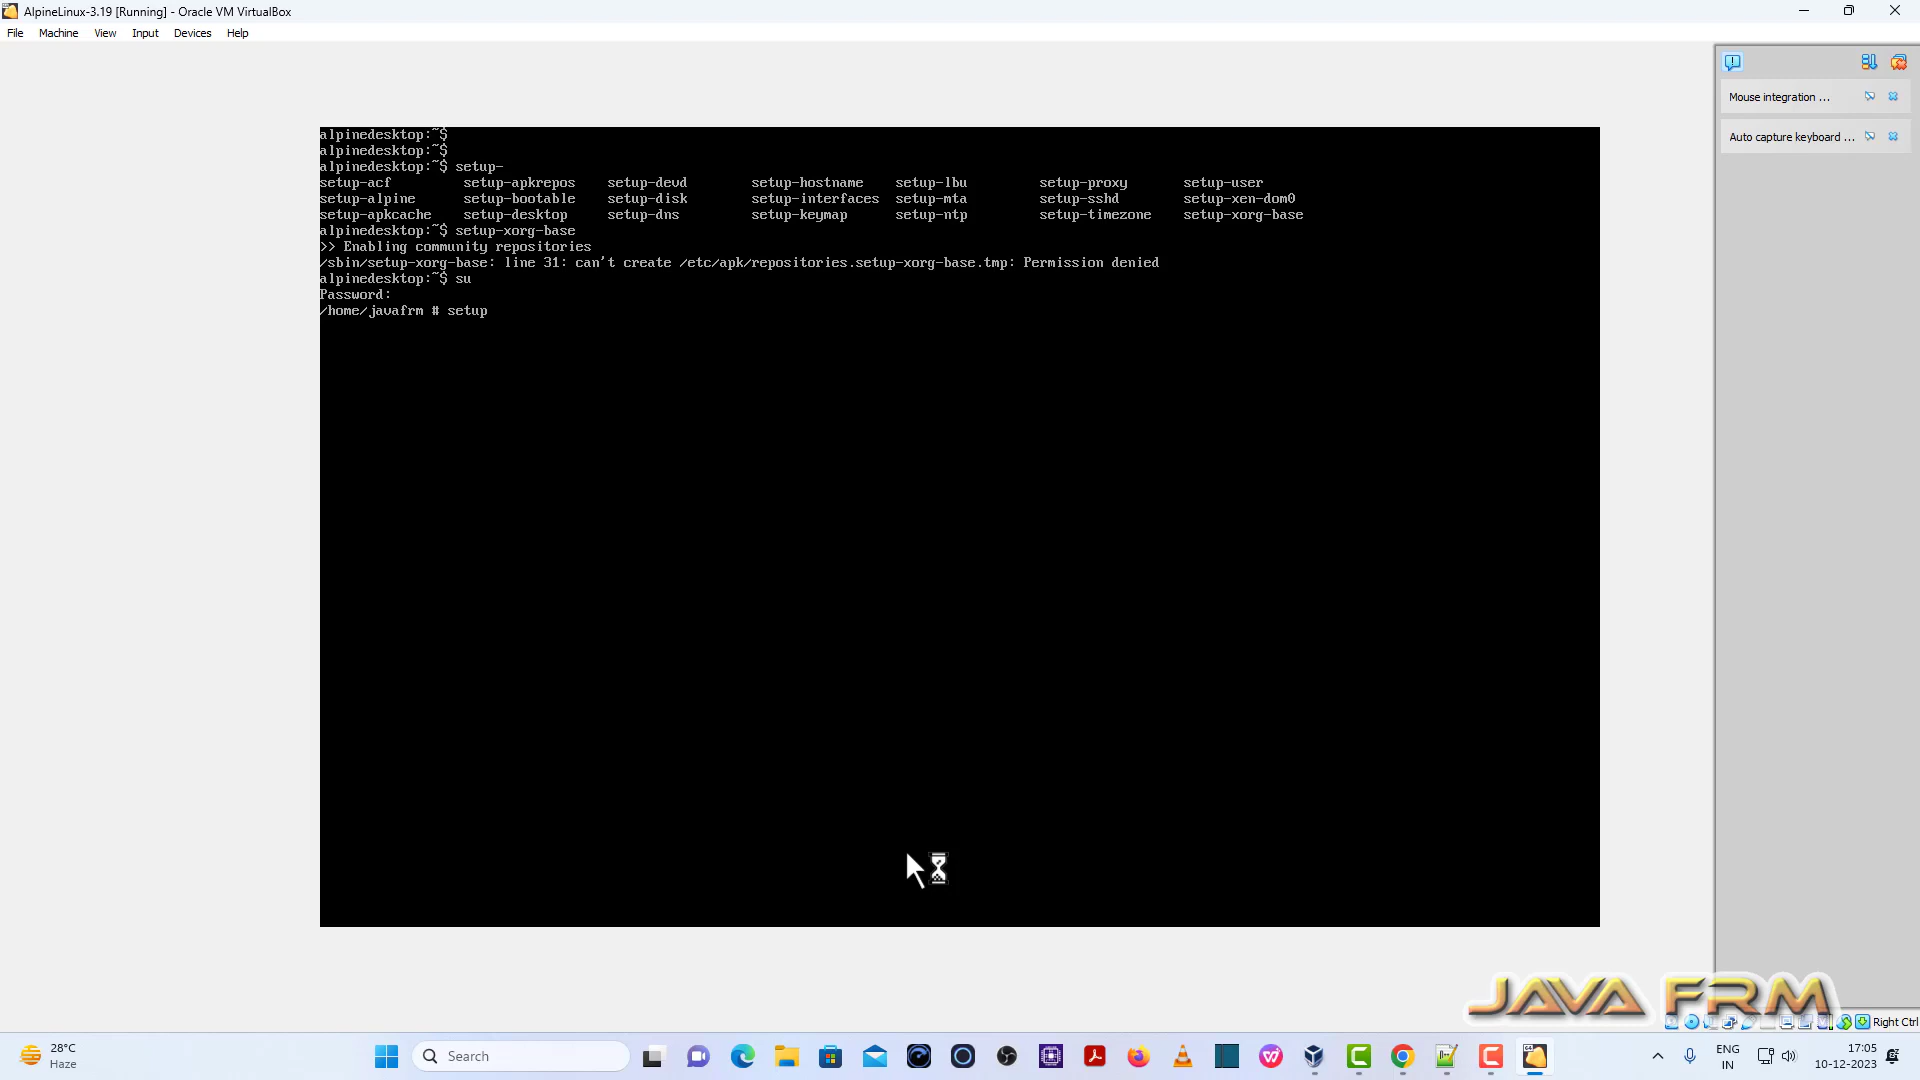 AlpineLinux-3.19 [Running] - Oracle VM VirtualBox
File Machine View Input Devices Help
Mouse integration ...
Auto capture keyboard ...
alpinedesktop:~$
alpinedesktop:~$
alpinedesktop:~$ setup-
setup-acf setup-apkrepos setup-devd setup-hostname setup-lbu setup-proxy setup-user
setup-alpine setup-bootable setup-disk setup-interfaces setup-mta setup-sshd setup-xen-dom0
setup-apkcache setup-desktop setup-dns setup-keymap setup-ntp setup-timezone setup-xorg-base
alpinedesktop:~$ setup-xorg-base
>> Enabling community repositories
/sbin/setup-xorg-base: line 31: can't create /etc/apk/repositories.setup-xorg-base.tmp: Permission denied
alpinedesktop:~$ su
Password:
/home/javafrm # setup
JAVA FRM
Right Ctrl
28°C
Haze
Search
ENG
IN
17:05
10-12-2023